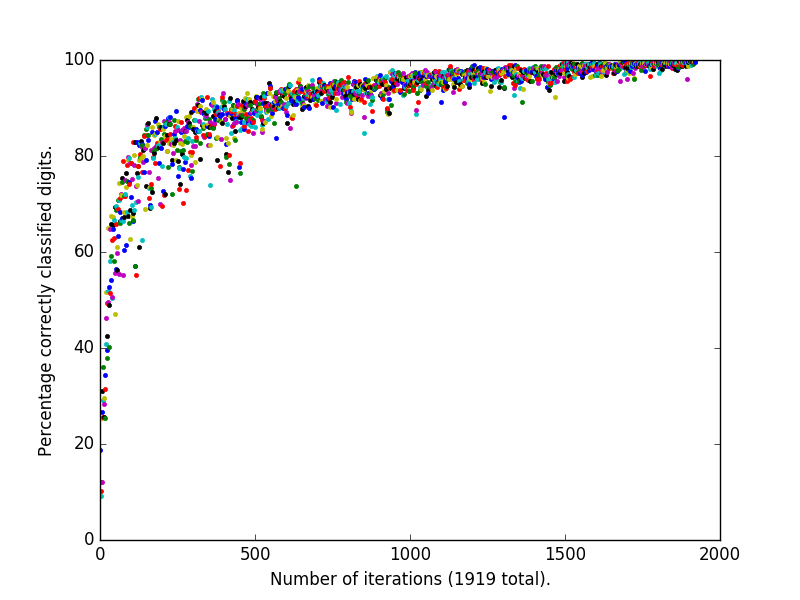 100
80
60
40
20
0
0 500 1000 1500 2000
Percentage correctly classified digits.
Number of iterations (1919 total).